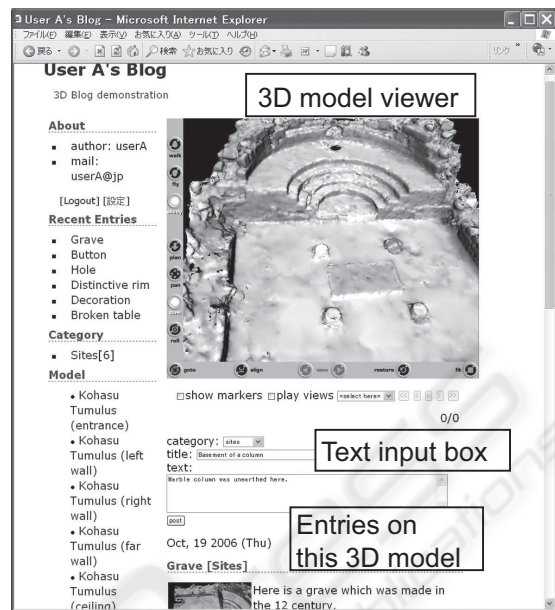 User A's Blog - Microsoft Internet Explorer
ファイル(F) 編集(E) 表示(V) お気に入り(A) ツール(T) ヘルプ(H)
戻る 検索 お気に入り リンク
User A's Blog
3D Blog demonstration
3D model viewer
About
author: userA
mail:
userA@jp
[Logout] [設定]
Recent Entries
Grave
Button
Hole
Distinctive rim
Decoration
Broken table
Category
Sites[6]
Model
• Kohasu
Tumulus
(entrance)
• Kohasu
Tumulus (left
wall)
• Kohasu
Tumulus (right
wall)
• Kohasu
Tumulus (far
wall)
• Kohasu
Tumulus
(ceiling)
walk
fly
plan
pan
roll
goto align view restore fit
show markers play views =select here= << < > >>
0/0
category: sites
title: Basement of a column
text:
Marble column was unearthed here.
post
Text input box
Entries on
this 3D model
Oct, 19 2006 (Thu)
Grave [Sites]
Here is a grave which was made in
the 12 century.